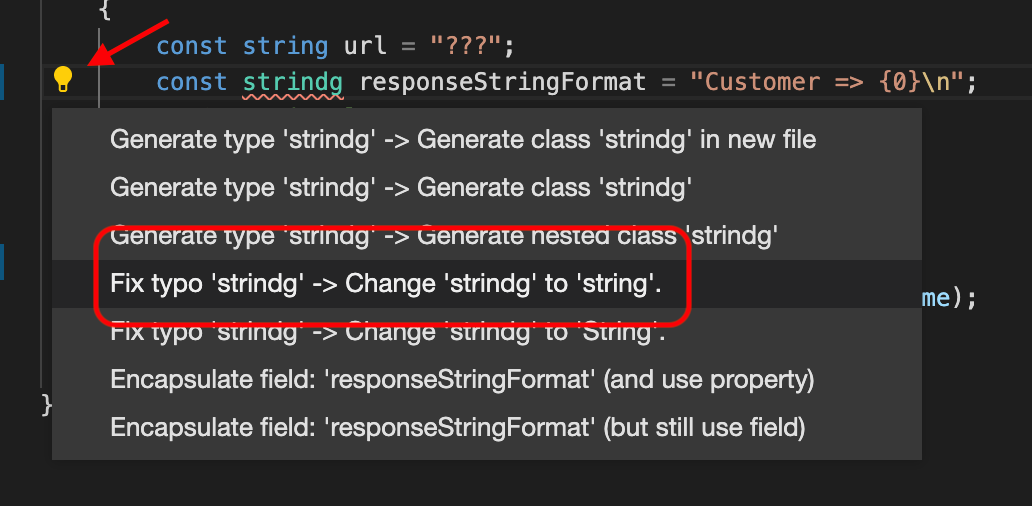 {
const string url = "???";
const strindg responseStringFormat = "Customer => {0}\n";
Generate type 'strindg' -> Generate class 'strindg' in new file
Generate type 'strindg' -> Generate class 'strindg'
Generate type 'strindg' -> Generate nested class 'strindg'
Fix typo 'strindg' -> Change 'strindg' to 'string'.
me);
Fix typo 'strindg' -> Change 'strindg' to 'String'.
Encapsulate field: 'responseStringFormat' (and use property)
}
Encapsulate field: 'responseStringFormat' (but still use field)